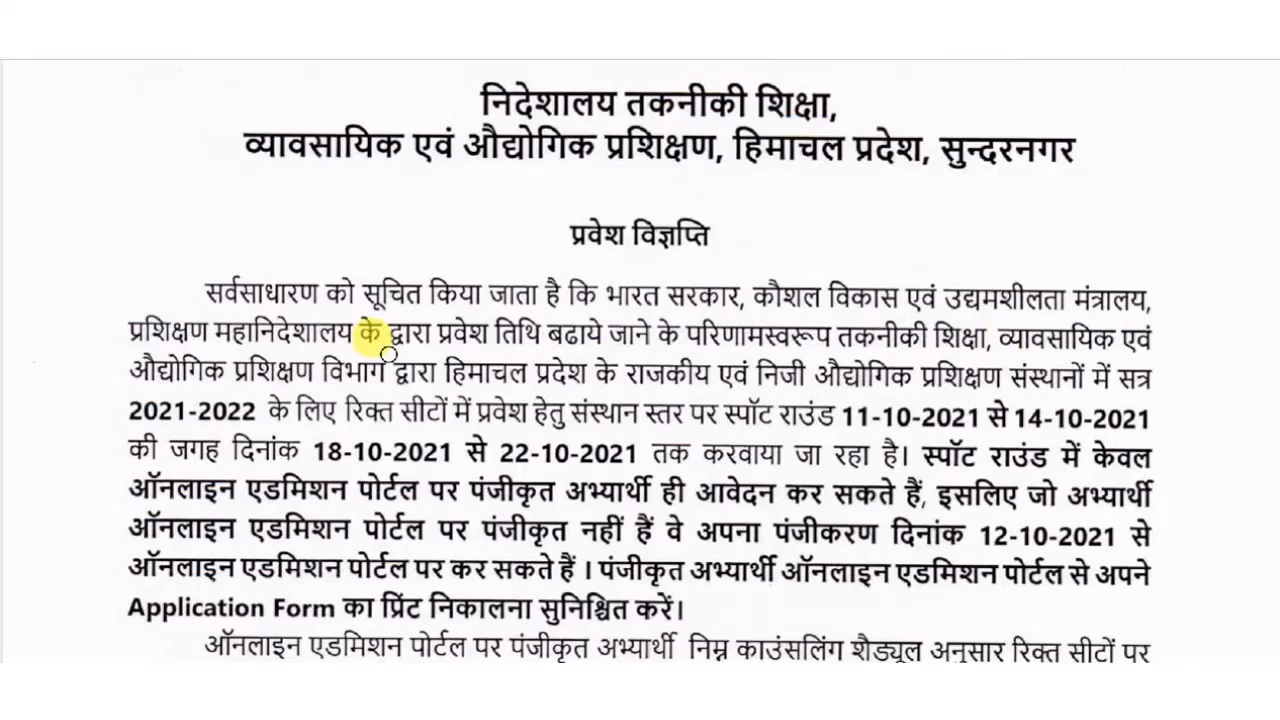 निदेशालय तकनीकी शिक्षा,
व्यावसायिक एवं औद्योगिक प्रशिक्षण, हिमाचल प्रदेश, सुन्दरनगर
प्रवेश विज्ञप्ति
सर्वसाधारण को सूचित किया जाता है कि भारत सरकार, कौशल विकास एवं उद्यमशीलता मंत्रालय,
प्रशिक्षण महानिदेशालय के द्वारा प्रवेश तिथि बढाये जाने के परिणामस्वरूप तकनीकी शिक्षा, व्यावसायिक एवं
औद्योगिक प्रशिक्षण विभाग द्वारा हिमाचल प्रदेश के राजकीय एवं निजी औद्योगिक प्रशिक्षण संस्थानों में सत्र
2021-2022 के लिए रिक्त सीटों में प्रवेश हेतु संस्थान स्तर पर स्पॉट राउंड 11-10-2021 से 14-10-2021
की जगह दिनांक 18-10-2021 से 22-10-2021 तक करवाया जा रहा है। स्पॉट राउंड में केवल
ऑनलाइन एडमिशन पोर्टल पर पंजीकृत अभ्यार्थी ही आवेदन कर सकते हैं, इसलिए जो अभ्यार्थी
ऑनलाइन एडमिशन पोर्टल पर पंजीकृत नहीं हैं वे अपना पंजीकरण दिनांक 12-10-2021 से
ऑनलाइन एडमिशन पोर्टल पर कर सकते हैं । पंजीकृत अभ्यार्थी ऑनलाइन एडमिशन पोर्टल से अपने
Application Form का प्रिंट निकालना सुनिश्चित करें।
ऑनलाइन एडमिशन पोर्टल पर पंजीकृत अभ्यार्थी निम्न काउंसलिंग शैड्यूल अनुसार रिक्त सीटों पर